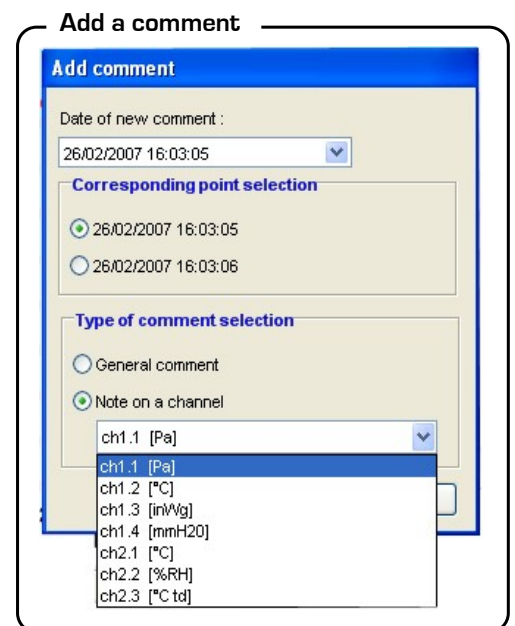 Add a comment
Add comment
Date of new comment :
26/02/2007 16:03:05
Corresponding point selection
26/02/2007 16:03:05
26/02/2007 16:03:06
Type of comment selection
General comment
Note on a channel
ch1.1 [Pa]
ch1.1 [Pa]
ch1.2 [°C]
ch1.3 [inWg]
ch1.4 [mmH20]
ch2.1 [°C]
ch2.2 [%RH]
ch2.3 [°C td]